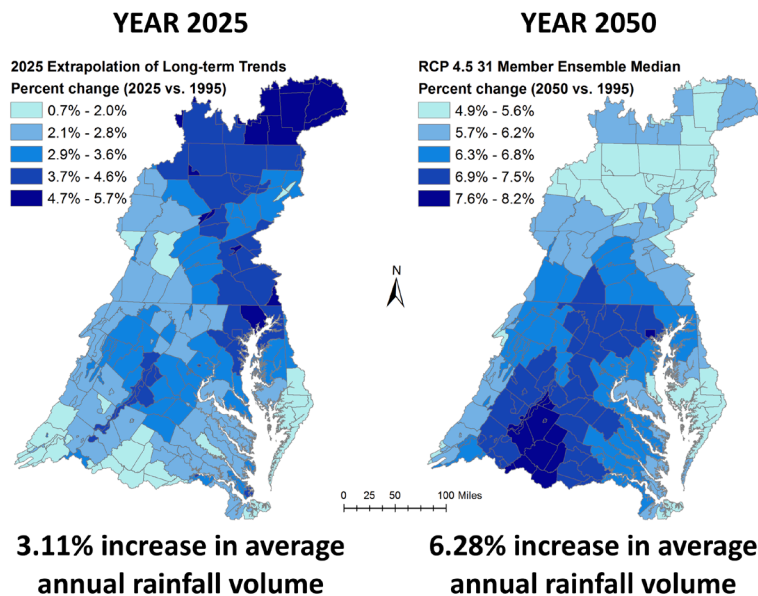 YEAR 2025
2025 Extrapolation of Long-term Trends
Percent change (2025 vs. 1995)
0.7% - 2.0%
2.1% - 2.8%
2.9% - 3.6%
3.7% - 4.6%
4.7% - 5.7%
3.11% increase in average
annual rainfall volume
YEAR 2050
RCP 4.5 31 Member Ensemble Median
Percent change (2050 vs. 1995)
4.9% - 5.6%
5.7% - 6.2%
6.3% - 6.8%
6.9% - 7.5%
7.6% - 8.2%
N
0 25 50 100 Miles
6.28% increase in average
annual rainfall volume